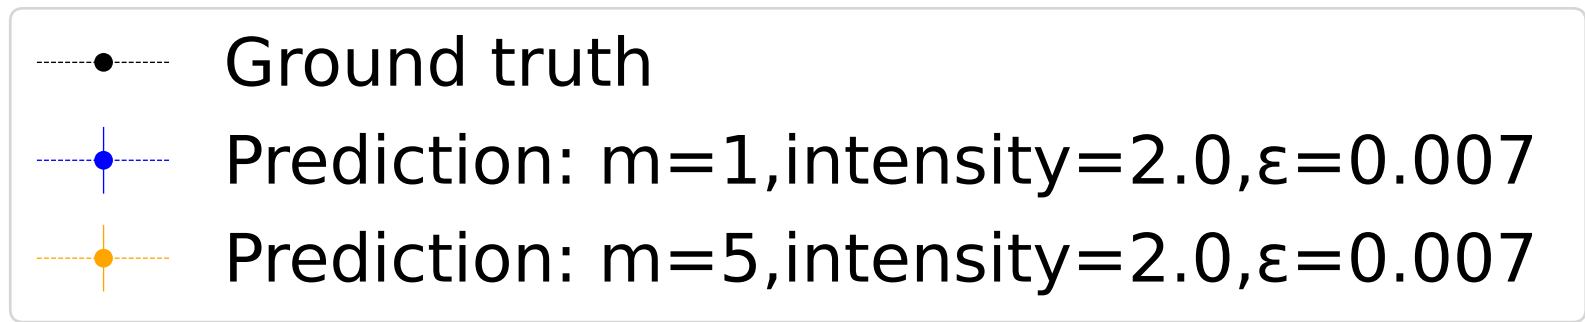 Ground truth
Prediction: m=1,intensity=2.0,ε=0.007
Prediction: m=5,intensity=2.0,ε=0.007